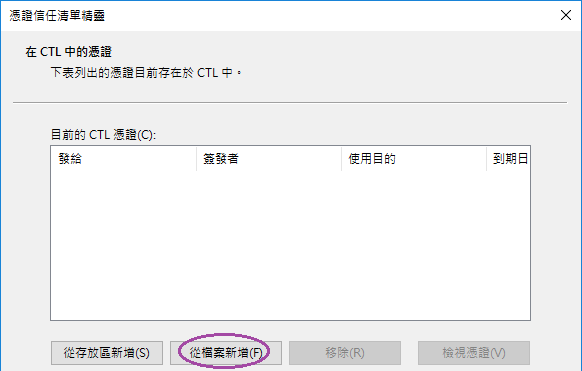 憑證信任清單精靈
在 CTL 中的憑證
下表列出的憑證目前存在於 CTL 中。
目前的 CTL 憑證(C):
發給 簽發者 使用目的 到期日
從存放區新增(S) 從檔案新增(F) 移除(R) 檢視憑證(V)